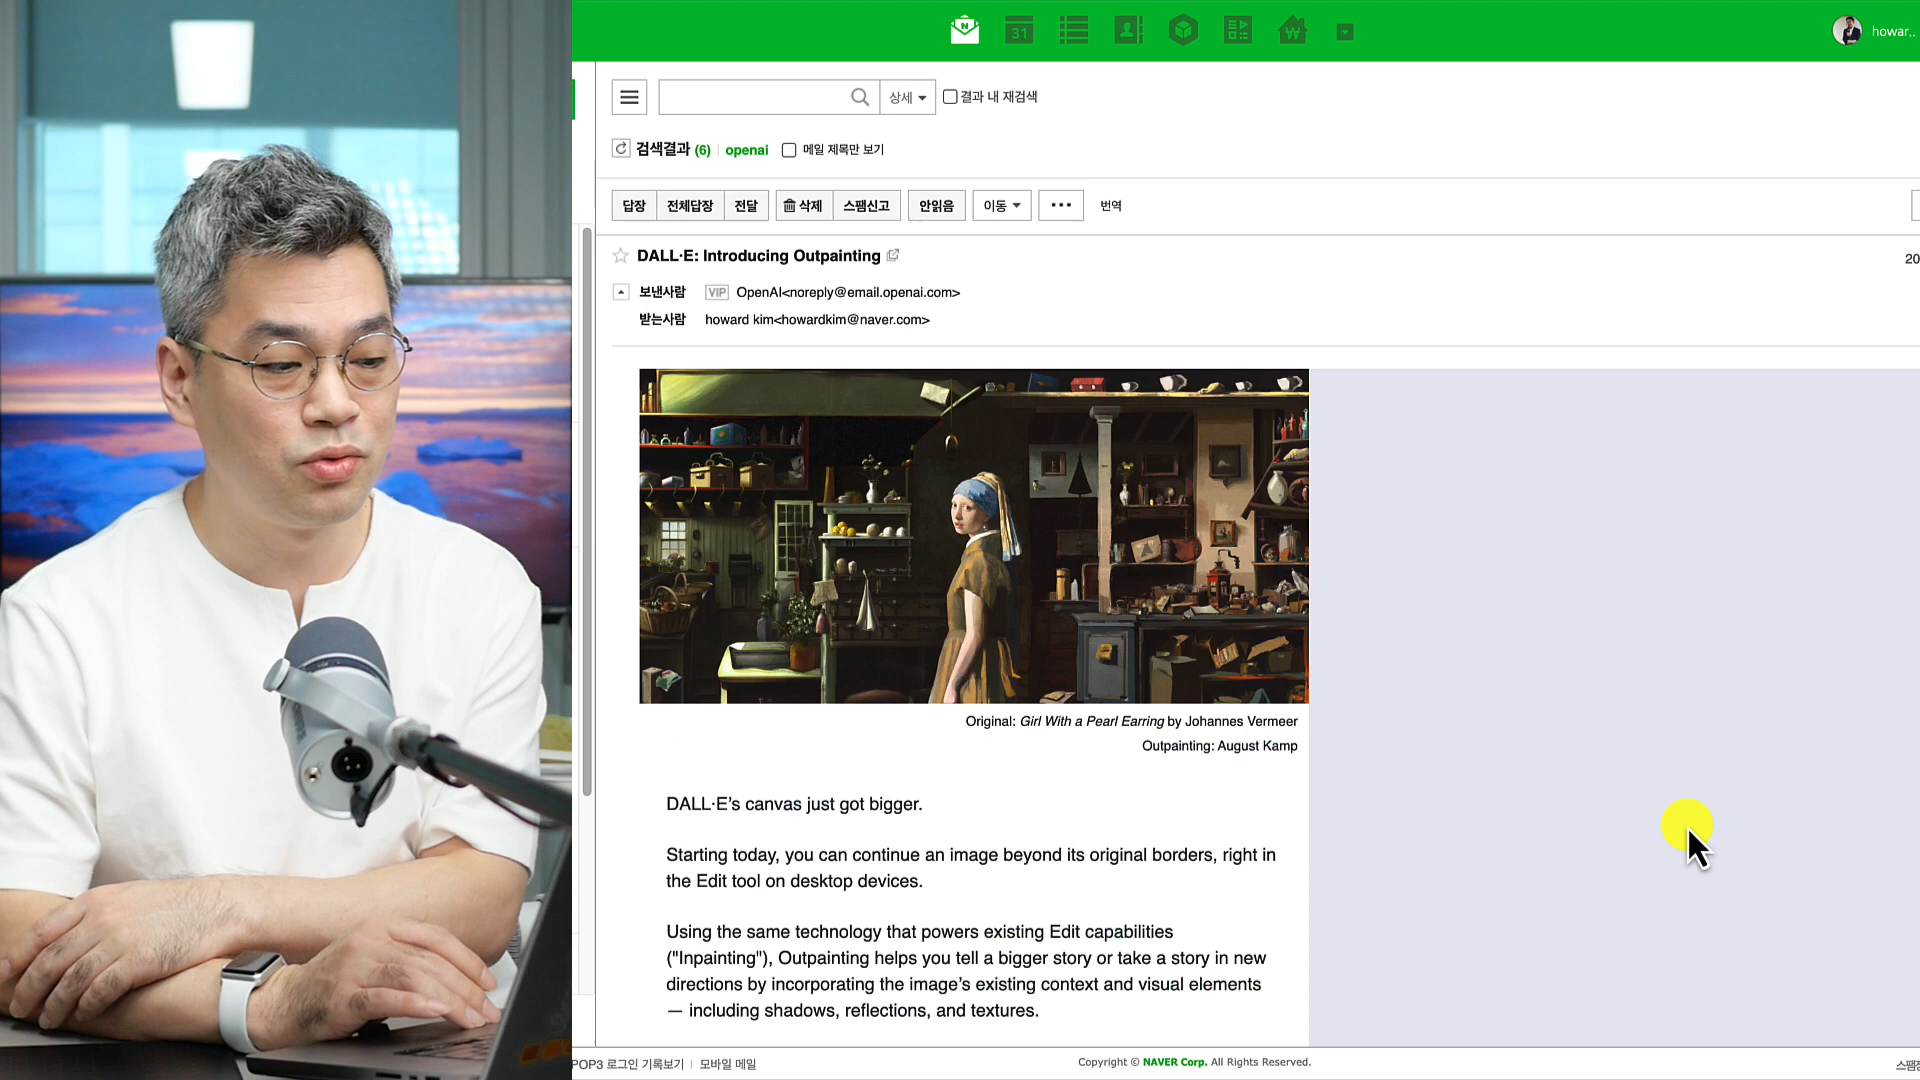 N
31
W
howar..
상세
결과 내 재검색
검색결과 (6) openai 메일 제목만 보기
답장 전체답장 전달 삭제 스팸신고 안읽음 이동 ••• 번역
DALL·E: Introducing Outpainting
20
보낸사람 VIP OpenAI<noreply@email.openai.com>
받는사람 howard kim<howardkim@naver.com>
Original: Girl With a Pearl Earring by Johannes Vermeer
Outpainting: August Kamp
DALL·E’s canvas just got bigger.
Starting today, you can continue an image beyond its original borders, right in
the Edit tool on desktop devices.
Using the same technology that powers existing Edit capabilities
("Inpainting"), Outpainting helps you tell a bigger story or take a story in new
directions by incorporating the image’s existing context and visual elements
— including shadows, reflections, and textures.
POP3 로그인 기록보기 | 모바일 메일
Copyright © NAVER Corp. All Rights Reserved.